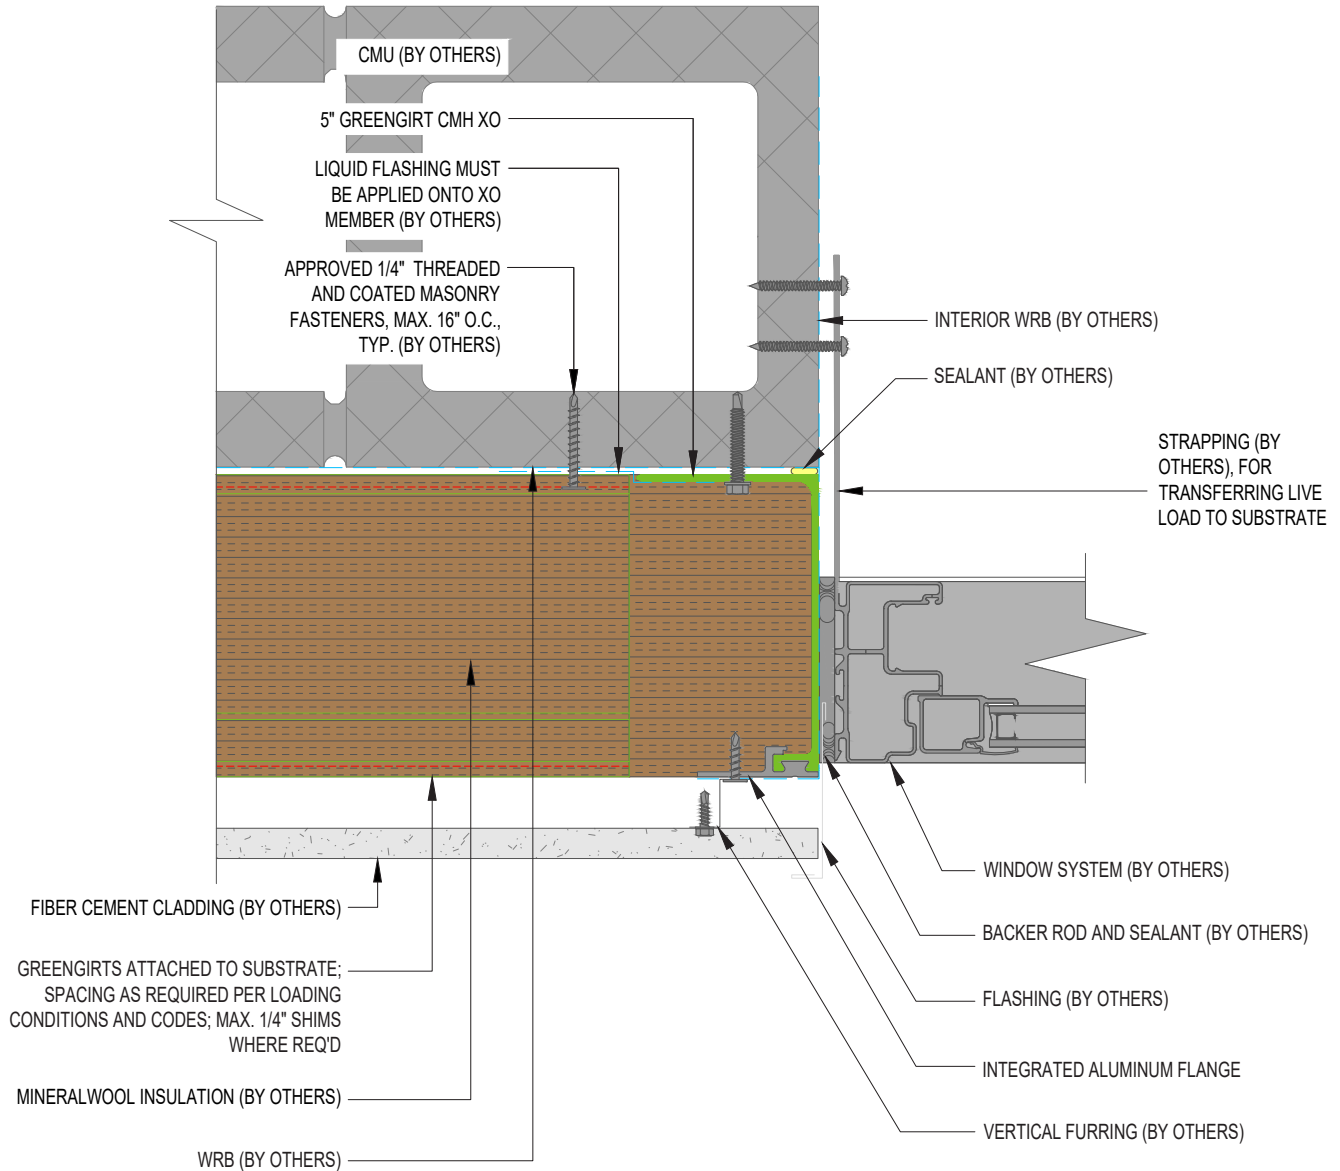 CMU (BY OTHERS)
5" GREENGIRT CMH XO
LIQUID FLASHING MUST
BE APPLIED ONTO XO
MEMBER (BY OTHERS)
APPROVED 1/4" THREADED
AND COATED MASONRY
FASTENERS, MAX. 16" O.C.,
TYP. (BY OTHERS)
INTERIOR WRB (BY OTHERS)
SEALANT (BY OTHERS)
STRAPPING (BY
OTHERS), FOR
TRANSFERRING LIVE
LOAD TO SUBSTRATE
WINDOW SYSTEM (BY OTHERS)
BACKER ROD AND SEALANT (BY OTHERS)
FLASHING (BY OTHERS)
INTEGRATED ALUMINUM FLANGE
VERTICAL FURRING (BY OTHERS)
FIBER CEMENT CLADDING (BY OTHERS)
GREENGIRTS ATTACHED TO SUBSTRATE;
SPACING AS REQUIRED PER LOADING
CONDITIONS AND CODES; MAX. 1/4" SHIMS
WHERE REQ'D
MINERALWOOL INSULATION (BY OTHERS)
WRB (BY OTHERS)